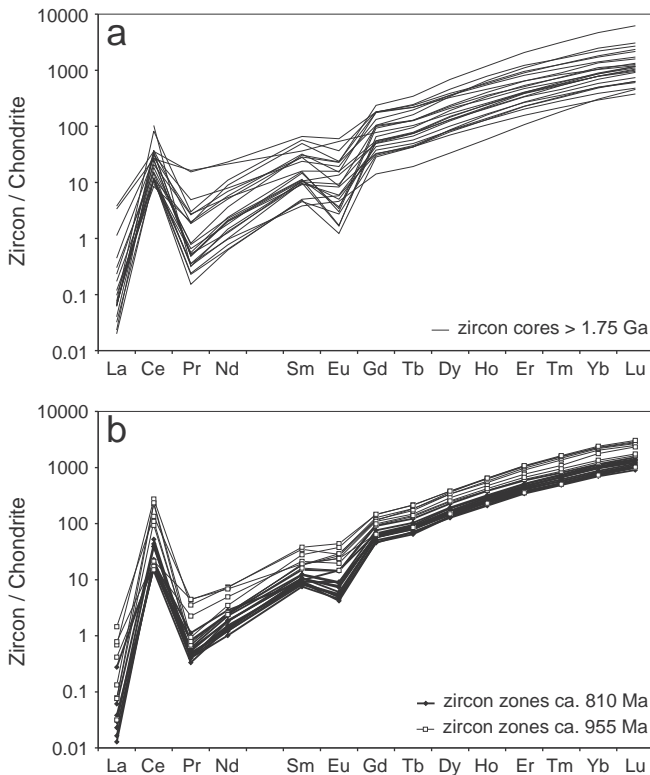 a
Zircon / Chondrite
10000
1000
100
10
1
0.1
0.01
zircon cores > 1.75 Ga
La Ce Pr Nd Sm Eu Gd Tb Dy Ho Er Tm Yb Lu
b
Zircon / Chondrite
10000
1000
100
10
1
0.1
0.01
zircon zones ca. 810 Ma
zircon zones ca. 955 Ma
La Ce Pr Nd Sm Eu Gd Tb Dy Ho Er Tm Yb Lu